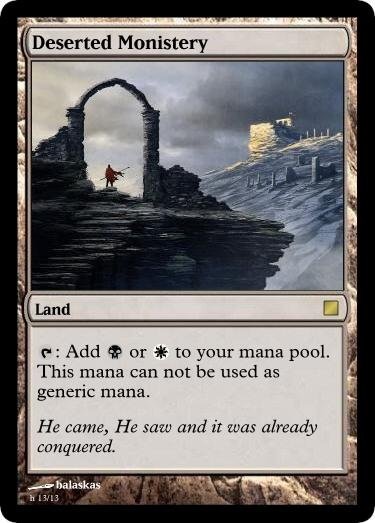 Deserted Monistery
Land
: Add or to your mana pool.
This mana can not be used as
generic mana.
He came, He saw and it was already
conquered.
balaskas
h 13/13